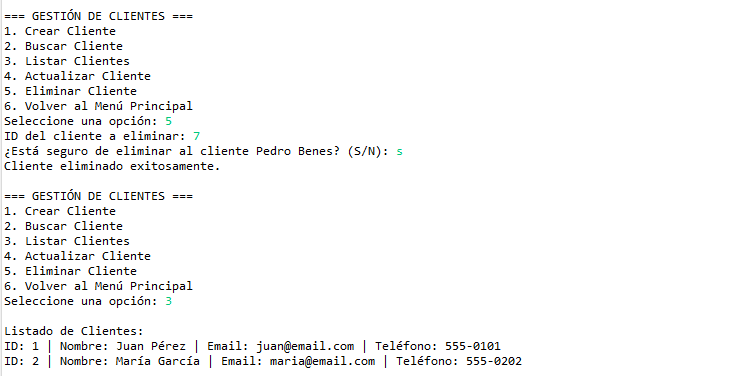 === GESTIÓN DE CLIENTES ===
1. Crear Cliente
2. Buscar Cliente
3. Listar Clientes
4. Actualizar Cliente
5. Eliminar Cliente
6. Volver al Menú Principal
Seleccione una opción: 5
ID del cliente a eliminar: 7
¿Está seguro de eliminar al cliente Pedro Benes? (S/N): s
Cliente eliminado exitosamente.

=== GESTIÓN DE CLIENTES ===
1. Crear Cliente
2. Buscar Cliente
3. Listar Clientes
4. Actualizar Cliente
5. Eliminar Cliente
6. Volver al Menú Principal
Seleccione una opción: 3

Listado de Clientes:
ID: 1 | Nombre: Juan Pérez | Email: juan@email.com | Teléfono: 555-0101
ID: 2 | Nombre: María García | Email: maria@email.com | Teléfono: 555-0202